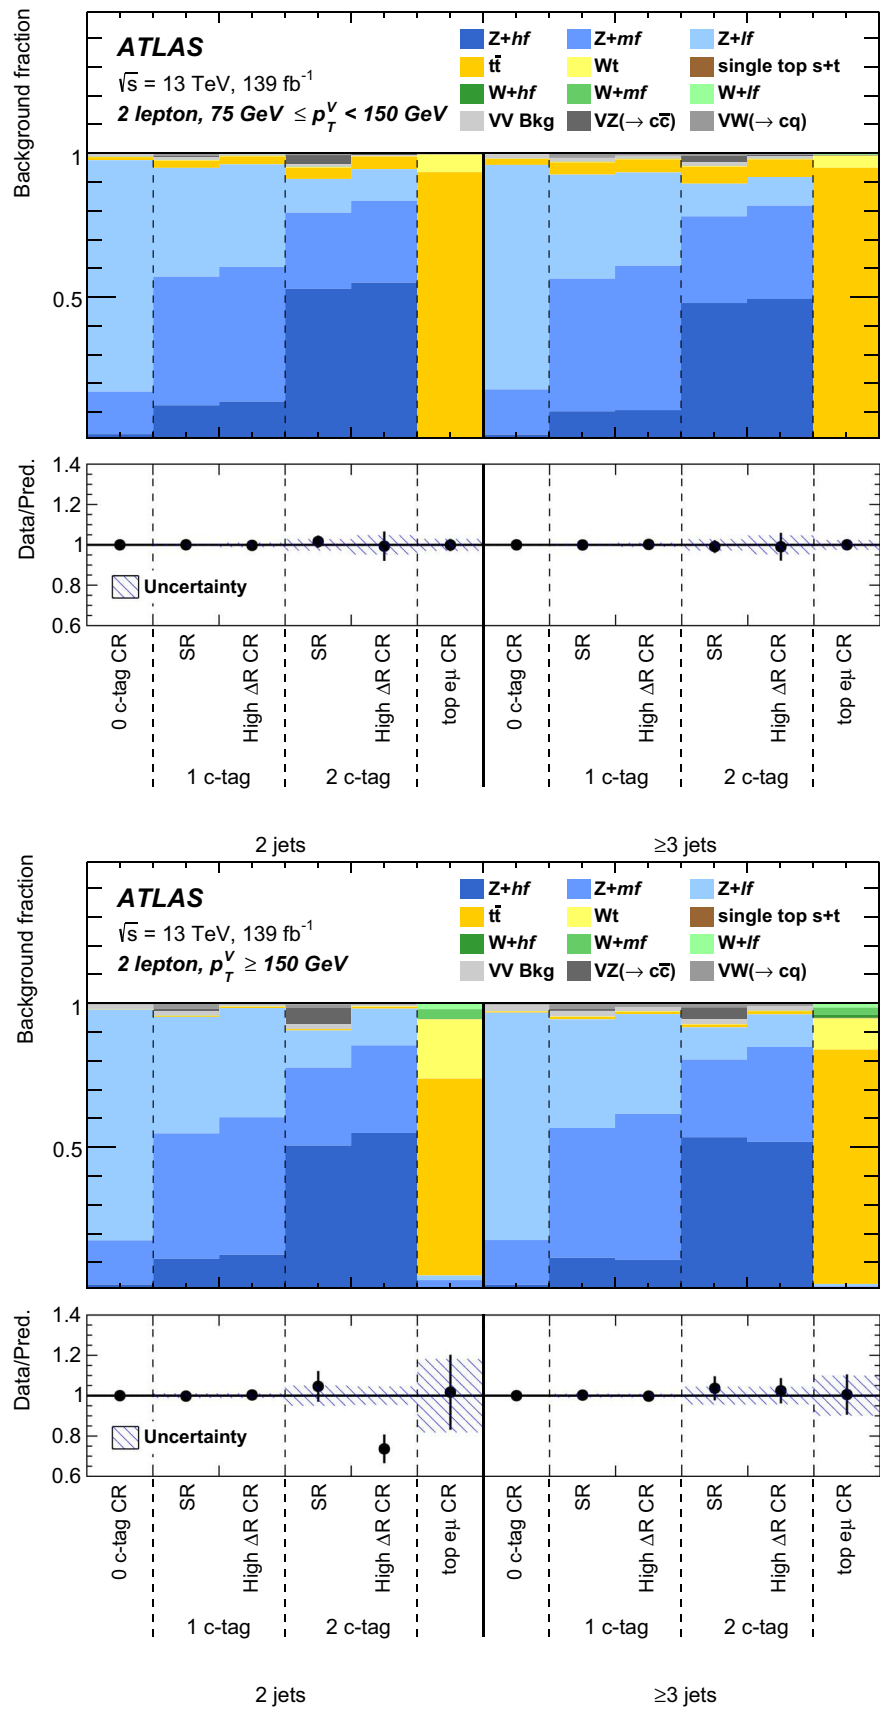 Background fraction
ATLAS
√s = 13 TeV, 139 fb⁻¹
2 lepton, 75 GeV ≤ p_T^V < 150 GeV
Z+hf Z+mf Z+lf
tt̄ Wt single top s+t
W+hf W+mf W+lf
VV Bkg VZ(→ cc̄) VW(→ cq)
1
0.5
Data/Pred.
1.4
1.2
1
0.8
0.6
Uncertainty
0 c-tag CR SR High ΔR CR SR High ΔR CR top eμ CR 0 c-tag CR SR High ΔR CR SR High ΔR CR top eμ CR
1 c-tag 2 c-tag 1 c-tag 2 c-tag
2 jets ≥3 jets
Background fraction
ATLAS
√s = 13 TeV, 139 fb⁻¹
2 lepton, p_T^V ≥ 150 GeV
Z+hf Z+mf Z+lf
tt̄ Wt single top s+t
W+hf W+mf W+lf
VV Bkg VZ(→ cc̄) VW(→ cq)
1
0.5
Data/Pred.
1.4
1.2
1
0.8
0.6
Uncertainty
0 c-tag CR SR High ΔR CR SR High ΔR CR top eμ CR 0 c-tag CR SR High ΔR CR SR High ΔR CR top eμ CR
1 c-tag 2 c-tag 1 c-tag 2 c-tag
2 jets ≥3 jets